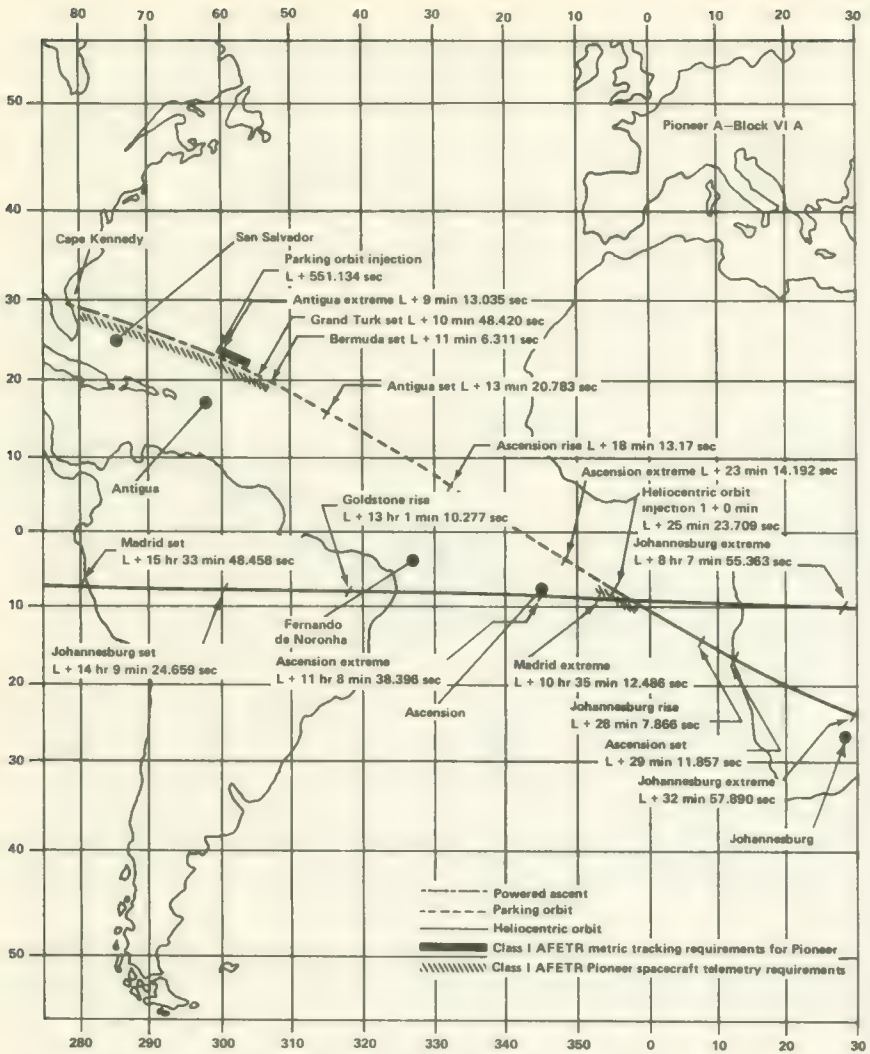 80 70 60 50 40 30 20 10 0 10 20 30
50
40
30
20
10
0
10
20
30
40
50
Pioneer A–Block VI A
Cape Kennedy
San Salvador
Parking orbit injection
L + 551.134 sec
Antigua extreme L + 9 min 13.035 sec
Grand Turk set L + 10 min 48.420 sec
Bermuda set L + 11 min 6.311 sec
Antigua set L + 13 min 20.783 sec
Ascension rise L + 18 min 13.17 sec
Ascension extreme L + 23 min 14.192 sec
Antigua
Goldstone rise
L + 13 hr 1 min 10.277 sec
Heliocentric orbit
injection 1 + 0 min
L + 25 min 23.709 sec
Johannesburg extreme
L + 8 hr 7 min 55.363 sec
Madrid set
L + 15 hr 33 min 48.458 sec
Fernando
de Noronha
Johannesburg set
L + 14 hr 9 min 24.659 sec
Ascension extreme
L + 11 hr 8 min 38.396 sec
Ascension
Madrid extreme
L + 10 hr 35 min 12.486 sec
Johannesburg rise
L + 28 min 7.866 sec
Ascension set
L + 29 min 11.857 sec
Johannesburg extreme
L + 32 min 57.890 sec
Johannesburg
Powered ascent
Parking orbit
Heliocentric orbit
Class I AFETR metric tracking requirements for Pioneer
Class I AFETR Pioneer spacecraft telemetry requirements
280 290 300 310 320 330 340 350 0 10 20 30